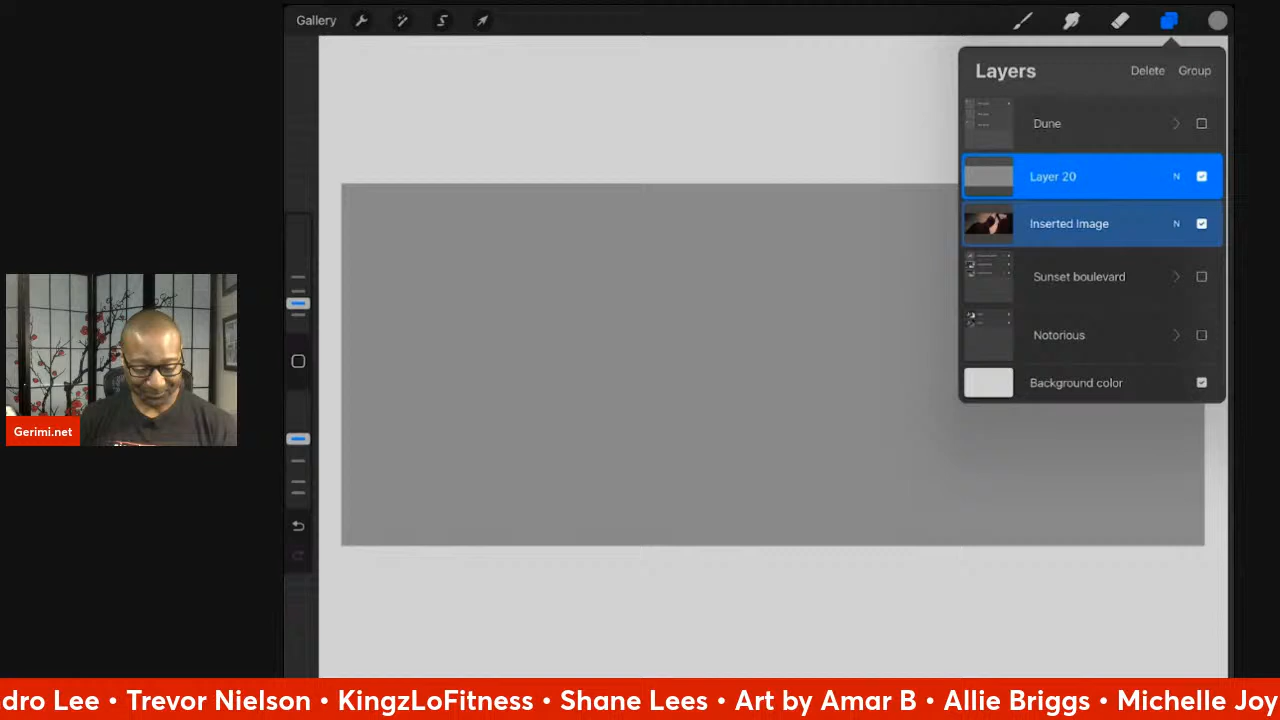 Gallery
Layers
Delete
Group
Dune
Layer 20
N
Inserted Image
N
Sunset boulevard
Notorious
Background color
Gerimi.net
dro Lee • Trevor Nielson • KingzLoFitness • Shane Lees • Art by Amar B • Allie Briggs • Michelle Joy